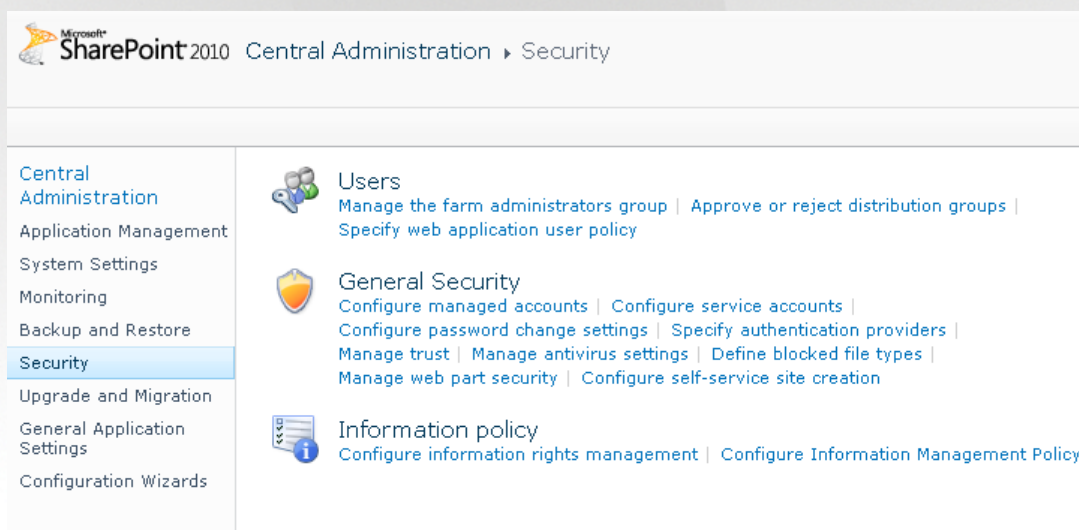 Microsoft®
SharePoint 2010 Central Administration ▸ Security
Central
Administration
Application Management
System Settings
Monitoring
Backup and Restore
Security
Upgrade and Migration
General Application
Settings
Configuration Wizards
Users
Manage the farm administrators group | Approve or reject distribution groups |
Specify web application user policy
General Security
Configure managed accounts | Configure service accounts |
Configure password change settings | Specify authentication providers |
Manage trust | Manage antivirus settings | Define blocked file types |
Manage web part security | Configure self-service site creation
Information policy
Configure information rights management | Configure Information Management Policy